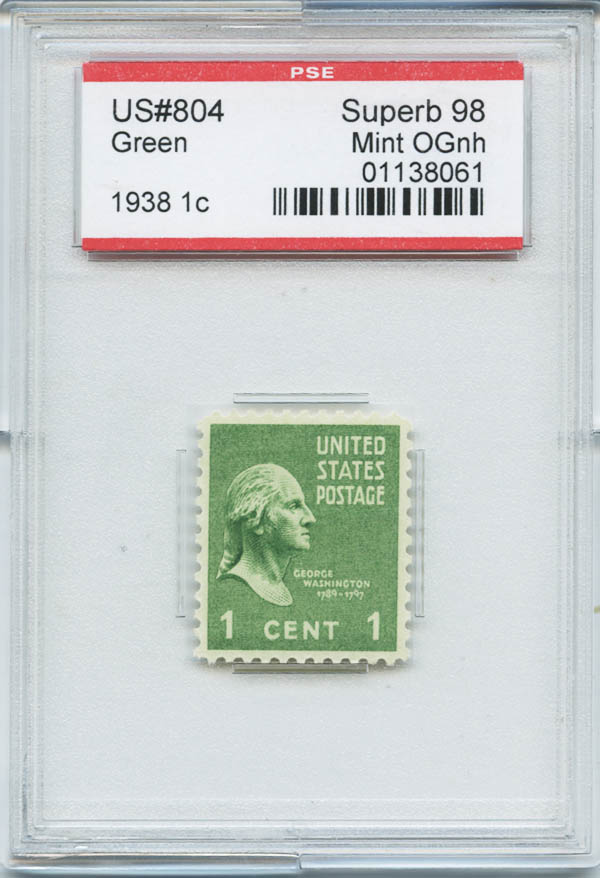 PSE
US#804 Superb 98
Green Mint OGnh
01138061
1938 1c
UNITED
STATES
POSTAGE
GEORGE
WASHINGTON
1789-1797
1 CENT 1